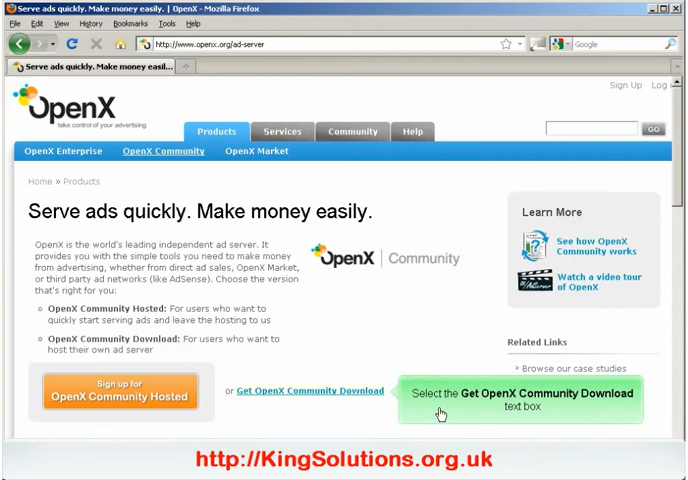 Serve ads quickly. Make money easily. | OpenX - Mozilla Firefox
File Edit View History Bookmarks Tools Help
http://www.openx.org/ad-server
Google
Serve ads quickly. Make money easil...
Sign Up Log
OpenX
take control of your advertising
Products Services Community Help
GO
OpenX Enterprise OpenX Community OpenX Market
Home » Products
Serve ads quickly. Make money easily.
OpenX is the world's leading independent ad server. It
provides you with the simple tools you need to make money
from advertising, whether from direct ad sales, OpenX Market,
or third party ad networks (like AdSense). Choose the version
that's right for you:
OpenX | Community
OpenX Community Hosted: For users who want to
quickly start serving ads and leave the hosting to us
OpenX Community Download: For users who want to
host their own ad server
Learn More
See how OpenX
Community works
Watch a video tour
of OpenX
Related Links
Browse our case studies
Sign up for
OpenX Community Hosted
or Get OpenX Community Download
Select the Get OpenX Community Download
text box
http://KingSolutions.org.uk